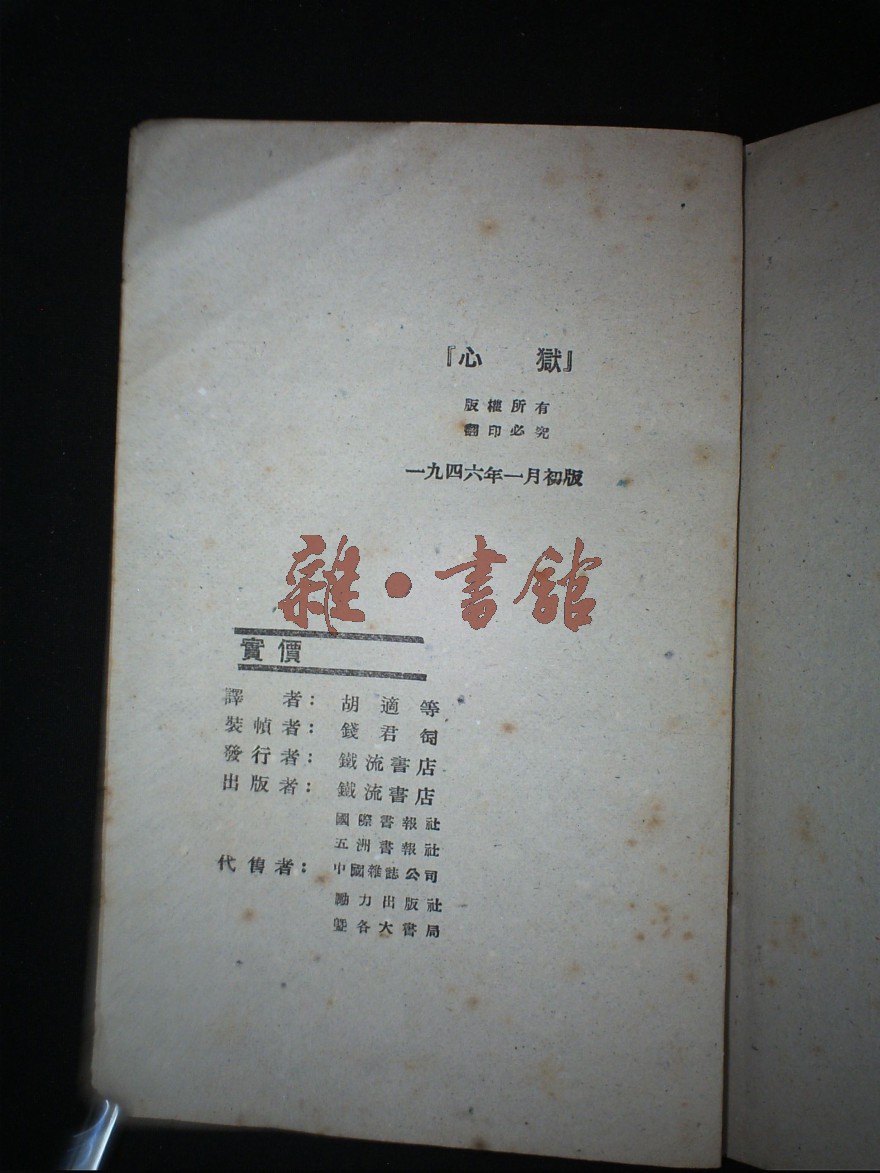 『心 獄』
版權所有
翻印必究
一九四六年一月初版
雜·書舘
實價
譯者：胡適等
裝幀者：錢君匋
發行者：鐵流書店
出版者：鐵流書店
國際書報社
五洲書報社
代售者：中國雜誌公司
勵力出版社
曁各大書局